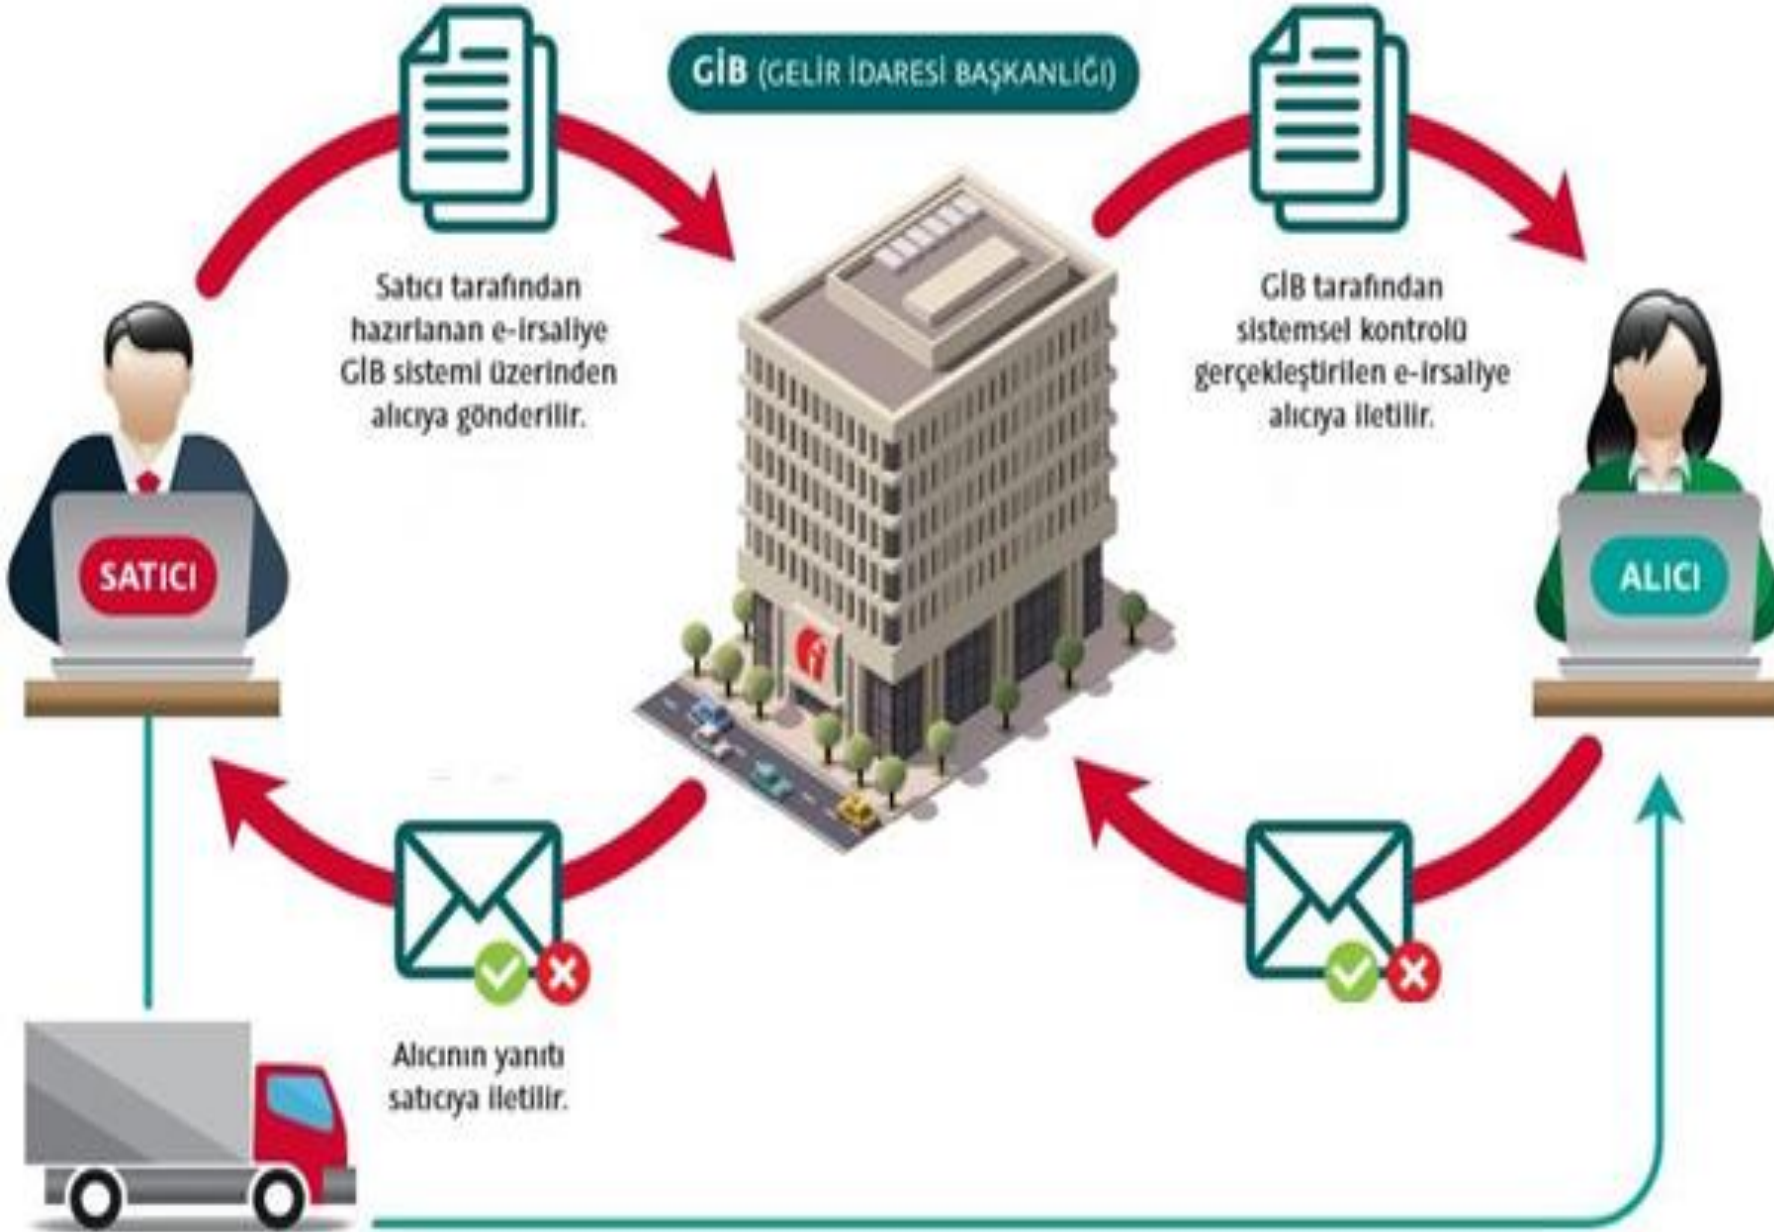 GİB (GELİR İDARESİ BAŞKANLIĞI)
Satıcı tarafından
hazırlanan e-irsaliye
GİB sistemi üzerinden
alıcıya gönderilir.
GİB tarafından
sistemsel kontrolü
gerçekleştirilen e-irsaliye
alıcıya iletilir.
SATICI
ALICI
Alıcının yanıtı
satıcıya iletilir.